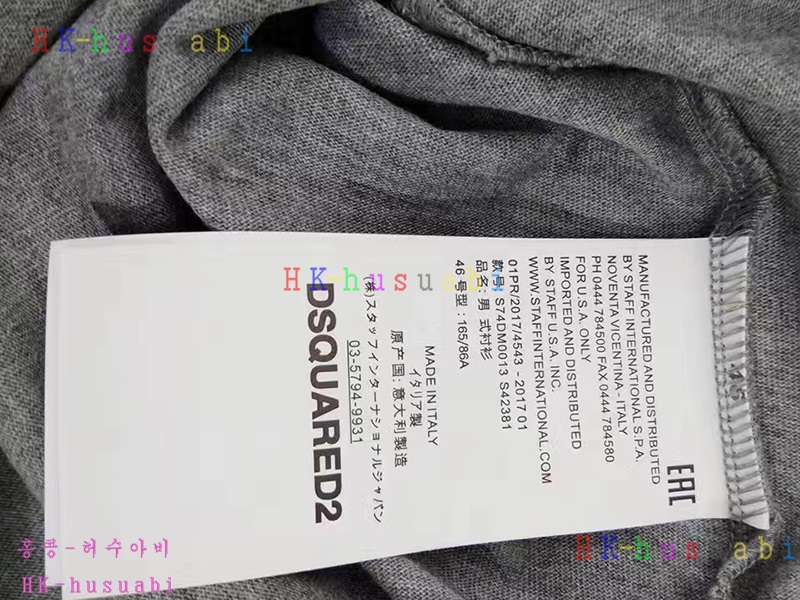 HK-hus abi
EAC
MANUFACTURED AND DISTRIBUTED
BY STAFF INTERNATIONAL S.P.A.
NOVENTA VICENTINA - ITALY
PH 0444 784500 FAX 0444 784580
FOR U.S.A. ONLY
IMPORTED AND DISTRIBUTED
BY STAFF U.S.A. INC.
WWW.STAFFINTERNATIONAL.COM
01PR/2017/4543 - 2017 01
款号: S74DM0013 S42381
品名: 男 式衬衫
46 号型 : 165/86A
MADE IN ITALY
イタリア製
原产国: 意大利製造
(株)スタッフインターナショナルジャパン
03-5794-9931
DSQUARED2
HK-husuabi
HK-hus abi
홍콩-허수아비
HK-husuabi